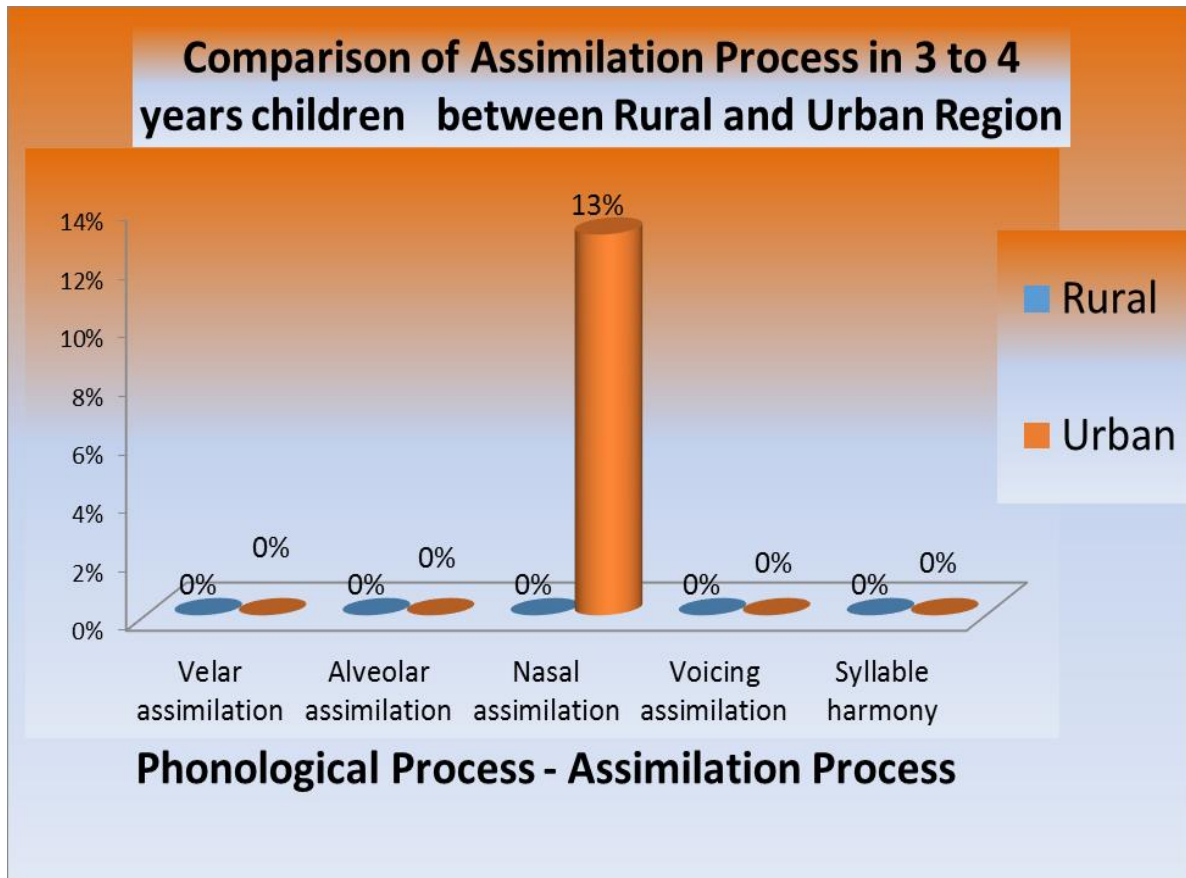 Comparison of Assimilation Process in 3 to 4
years children between Rural and Urban Region
14%
12%
10%
8%
6%
4%
2%
0%
0%
0%
0%
0%
0%
13%
0%
0%
0%
0%
Velar
assimilation
Alveolar
assimilation
Nasal
assimilation
Voicing
assimilation
Syllable
harmony
Phonological Process - Assimilation Process
Rural
Urban